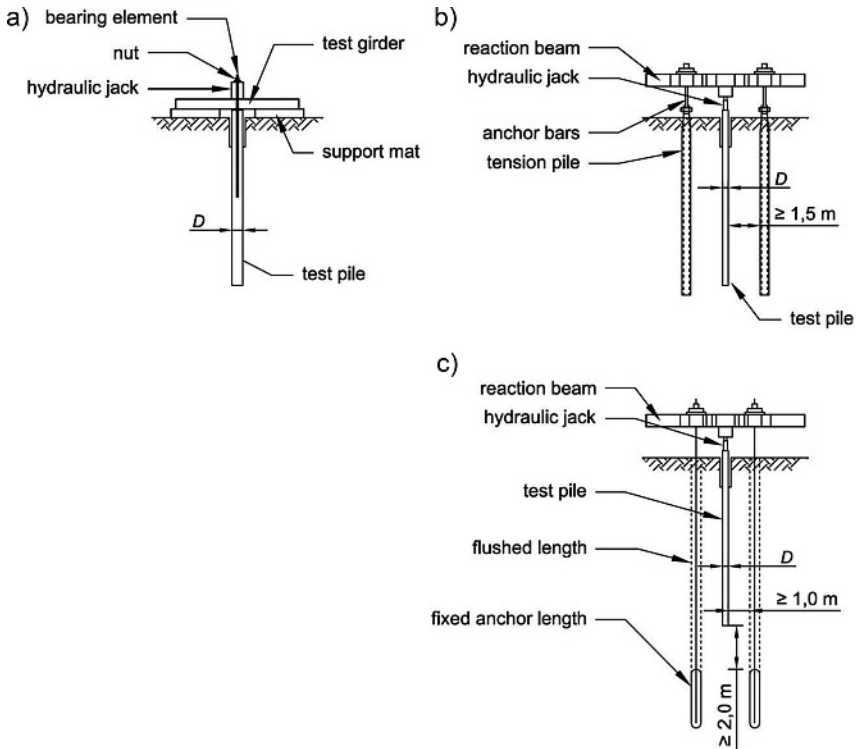 a)
bearing element
nut
hydraulic jack
test girder
support mat
D
test pile
b)
reaction beam
hydraulic jack
anchor bars
tension pile
D
≥ 1,5 m
test pile
c)
reaction beam
hydraulic jack
test pile
flushed length
fixed anchor length
D
≥ 1,0 m
≥ 2,0 m